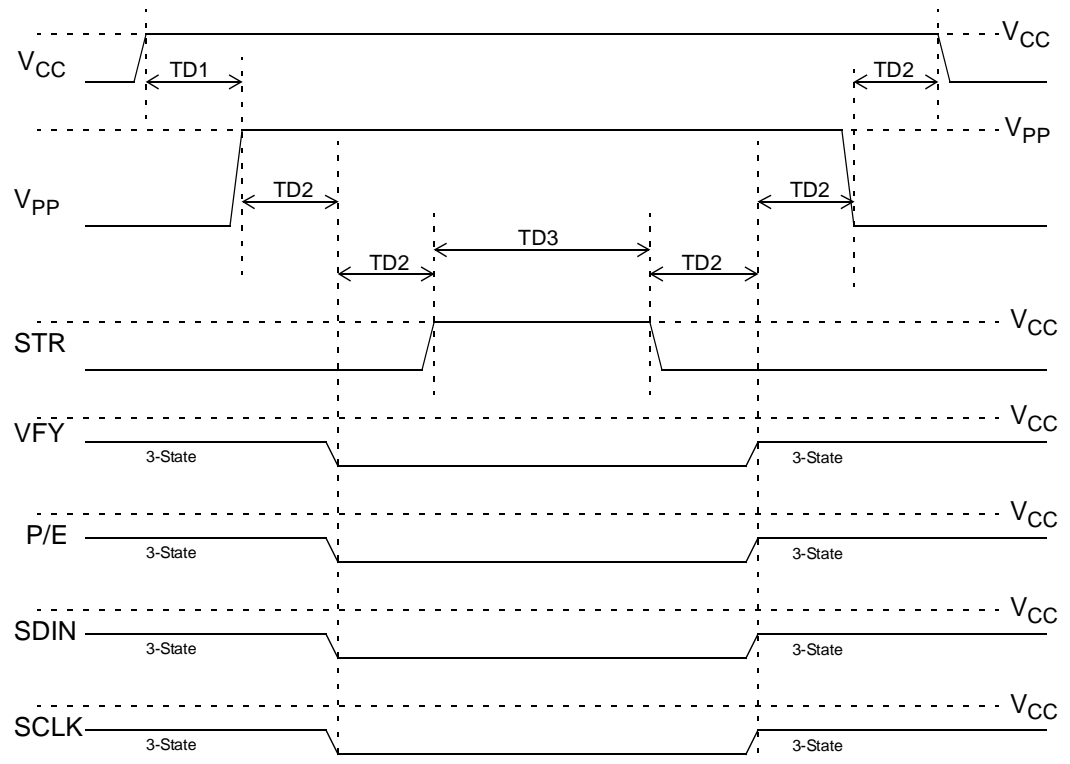 VCC
VCC
TD1
TD2
VPP
VPP
TD2
TD2
TD3
TD2
TD2
STR
VCC
VFY
VCC
3-State
3-State
P/E
VCC
3-State
3-State
SDIN
VCC
3-State
3-State
SCLK
VCC
3-State
3-State